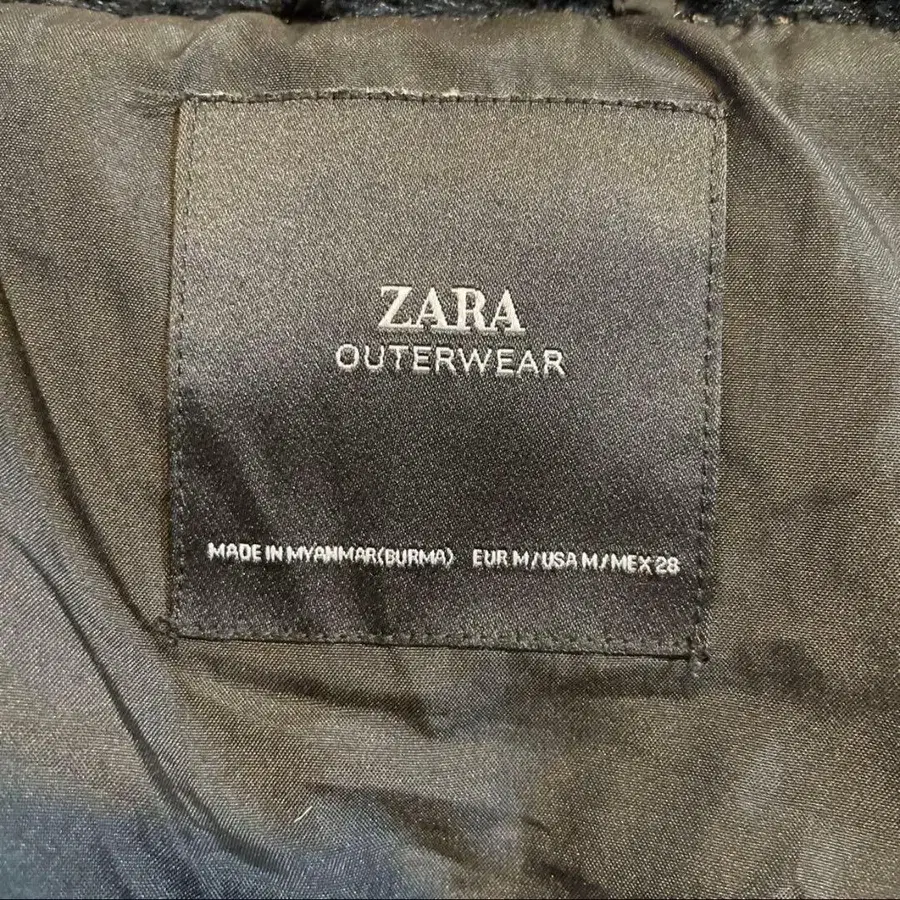 ZARA
OUTERWEAR
MADE IN MYANMAR(BURMA) EUR M/USA M/MEX 28